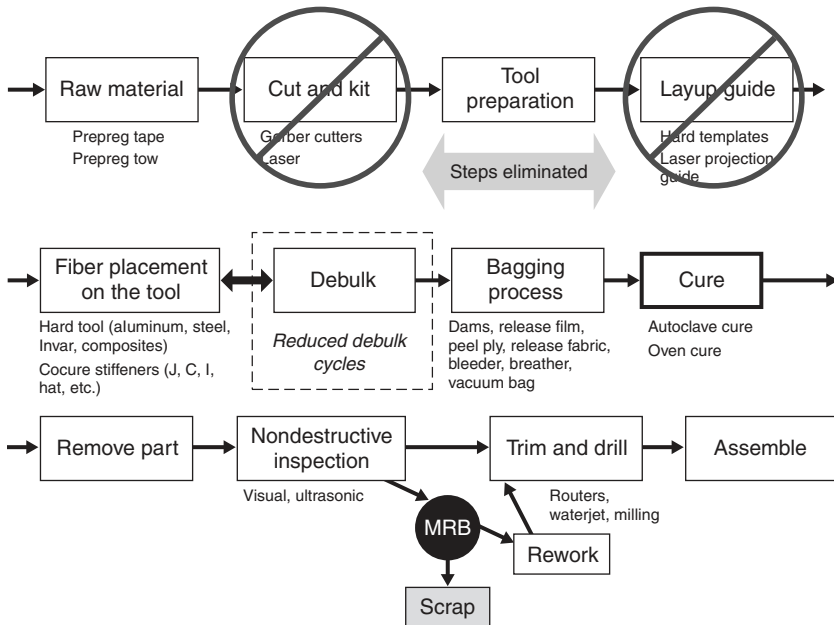 Raw material
Cut and kit
Tool
preparation
Layup guide
Prepreg tape
Prepreg tow
Gerber cutters
Laser
Steps eliminated
Hard templates
Laser projection
guide
Fiber placement
on the tool
Debulk
Bagging
process
Cure
Hard tool (aluminum, steel,
Invar, composites)
Cocure stiffeners (J, C, I,
hat, etc.)
Reduced debulk
cycles
Dams, release film,
peel ply, release fabric,
bleeder, breather,
vacuum bag
Autoclave cure
Oven cure
Remove part
Nondestructive
inspection
Trim and drill
Assemble
Visual, ultrasonic
Routers,
waterjet, milling
MRB
Rework
Scrap